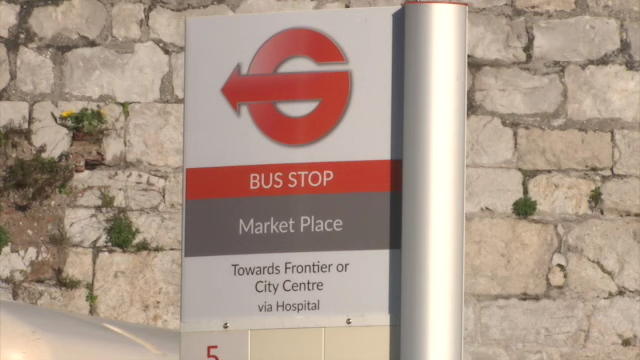 BUS STOP
Market Place
Towards Frontier or
City Centre
via Hospital
5